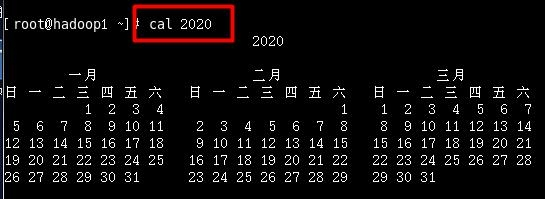 [root@hadoop1 ~]# cal 2020
2020
一月 二月 三月
日 一 二 三 四 五 六 日 一 二 三 四 五 六 日 一 二 三 四 五 六
1 2 3 4 1 1 2 3 4 5 6 7
5 6 7 8 9 10 11 2 3 4 5 6 7 8 8 9 10 11 12 13 14
12 13 14 15 16 17 18 9 10 11 12 13 14 15 15 16 17 18 19 20 21
19 20 21 22 23 24 25 16 17 18 19 20 21 22 22 23 24 25 26 27 28
26 27 28 29 30 31 23 24 25 26 27 28 29 29 30 31